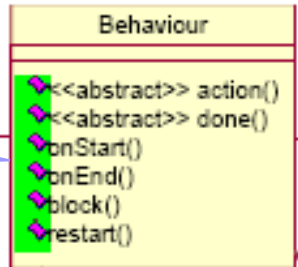 Behaviour
<<abstract>> action()
<<abstract>> done()
onStart()
onEnd()
block()
restart()